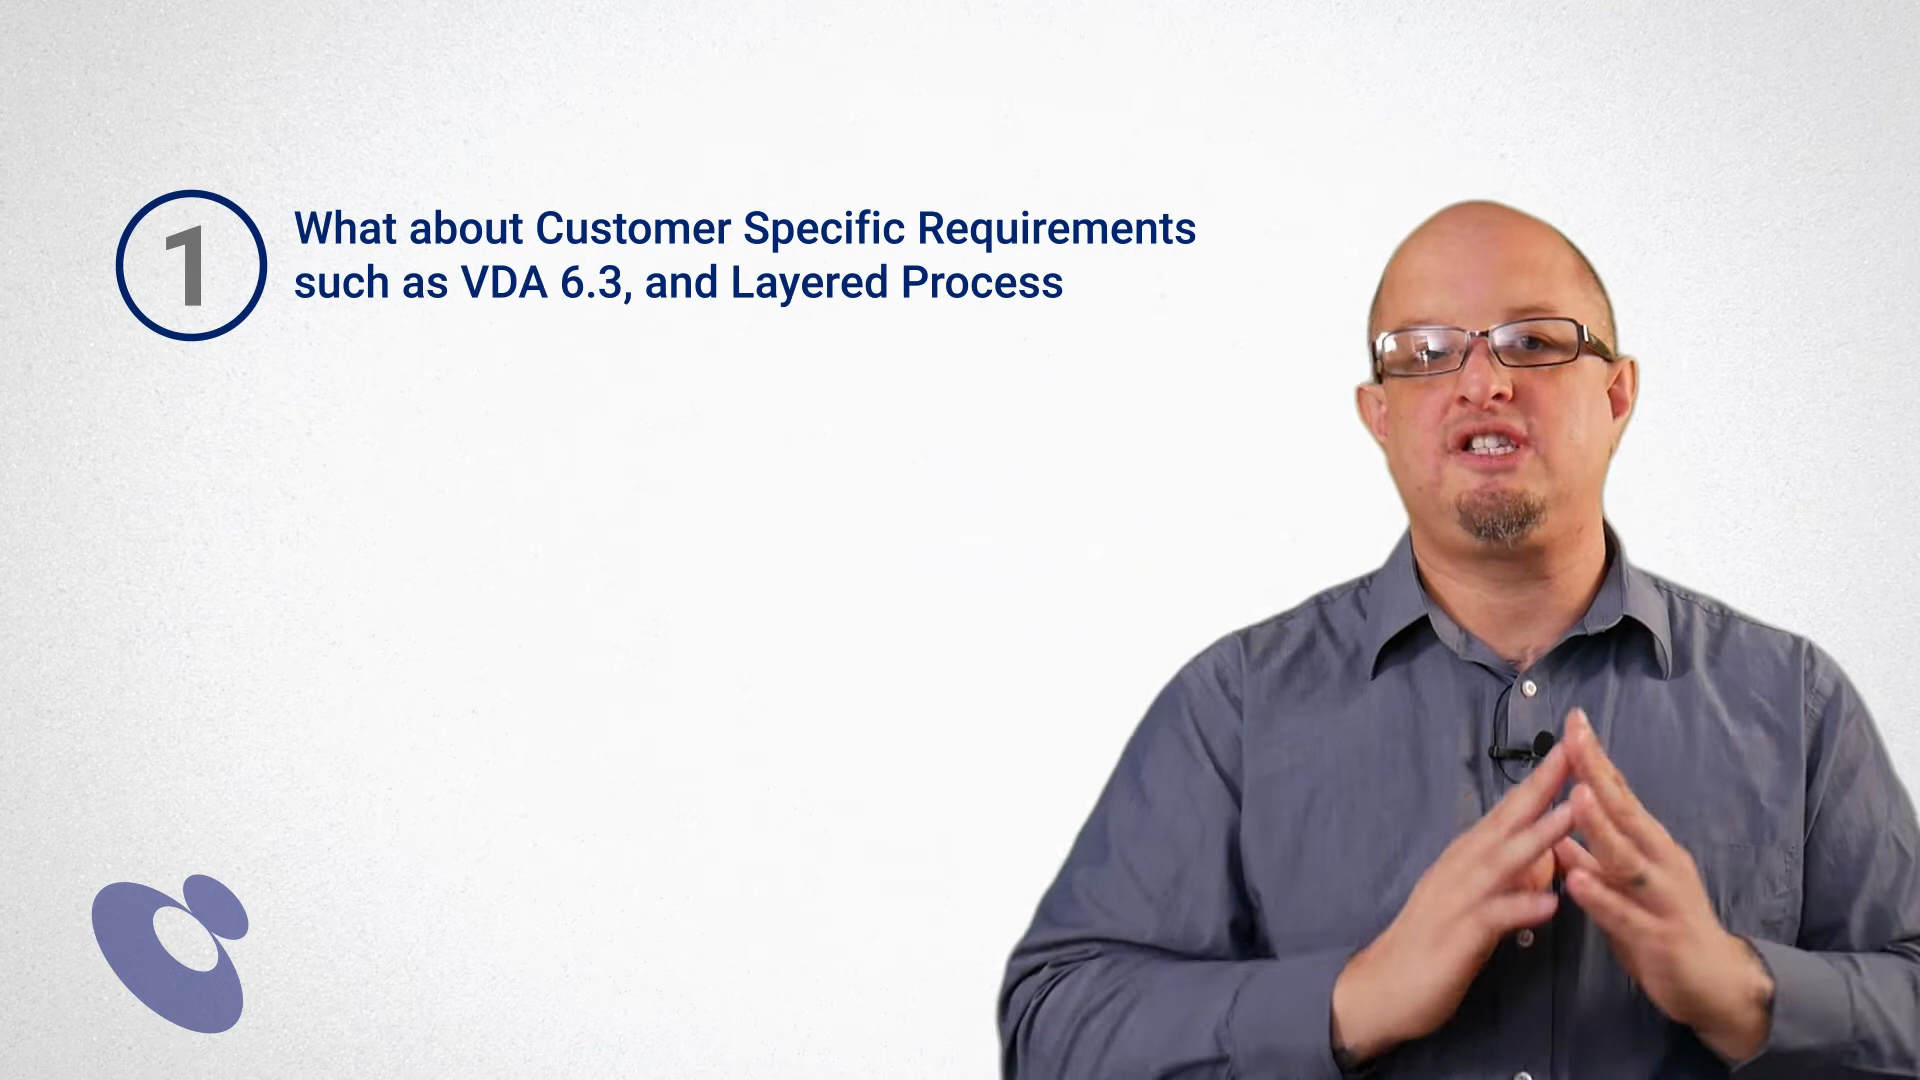 1
What about Customer Specific Requirements
such as VDA 6.3, and Layered Process